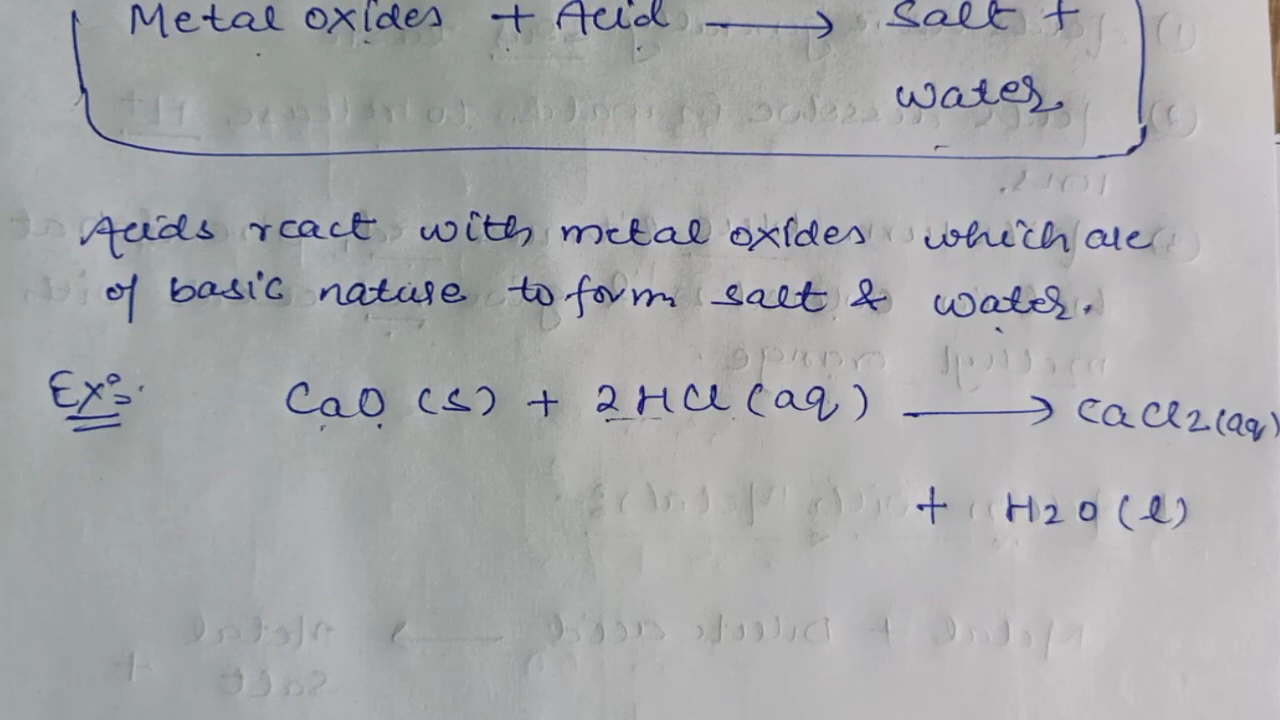 Metal oxides + Acid ⟶ Salt +
water
Acids react with metal oxides which are
of basic nature to form salt & water.
Ex:- CaO (s) + 2HCl (aq) ⟶ CaCl2 (aq)
+ H2O (l)